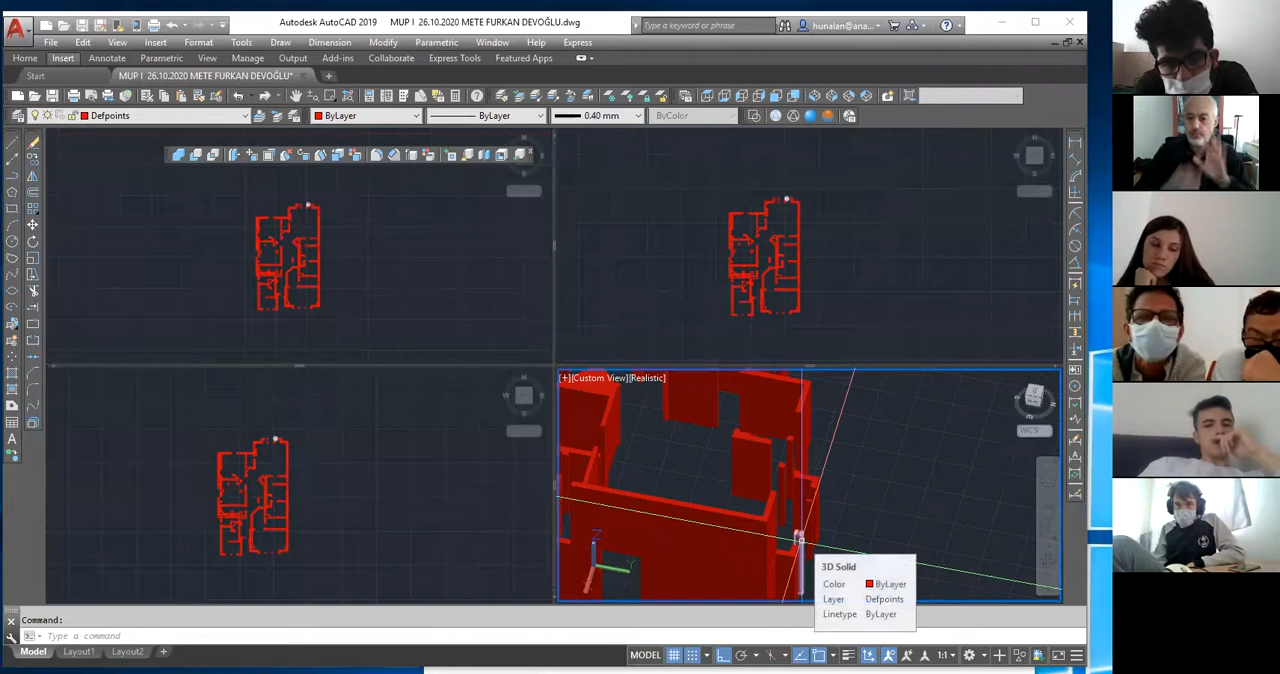 Autodesk AutoCAD 2019 MUP I 26.10.2020 METE FURKAN DEVOĞLU.dwg
Type a keyword or phrase
hunalan@ana...
File Edit View Insert Format Tools Draw Dimension Modify Parametric Window Help Express
Home Insert Annotate Parametric View Manage Output Add-ins Collaborate Express Tools Featured Apps
Start
MUP I 26.10.2020 METE FURKAN DEVOĞLU*
Defpoints
ByLayer
ByLayer
0.40 mm
ByColor
[+][Custom View][Realistic]
WCS
Z
Y
3D Solid
Color ByLayer
Layer Defpoints
Linetype ByLayer
Command:
Type a command
Model Layout1 Layout2
MODEL
1:1